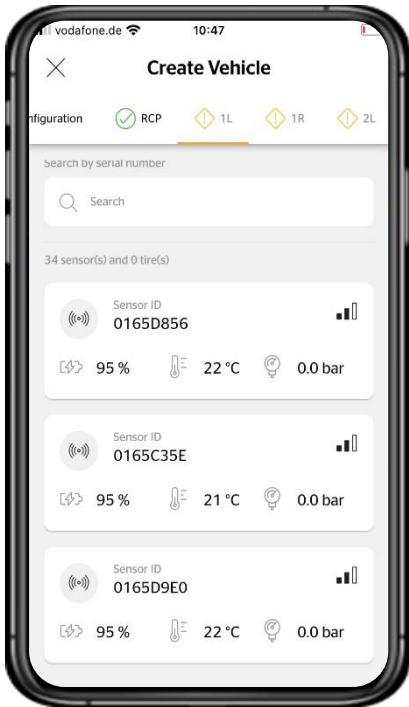 vodafone.de 10:47
Create Vehicle
nfiguration RCP 1L 1R 2L
Search by serial number
Search
34 sensor(s) and 0 tire(s)
Sensor ID
0165D856
95 % 22 °C 0.0 bar
Sensor ID
0165C35E
95 % 21 °C 0.0 bar
Sensor ID
0165D9E0
95 % 22 °C 0.0 bar